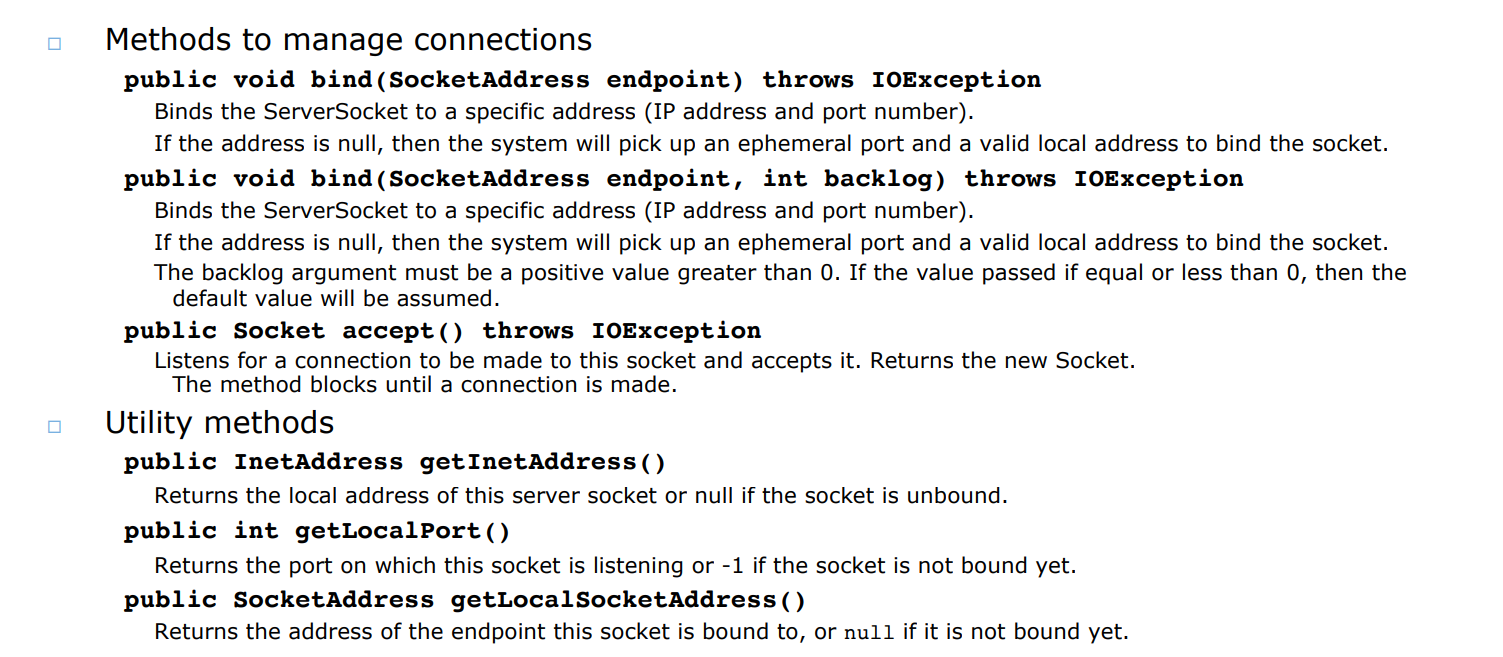 Methods to manage connections
public void bind(SocketAddress endpoint) throws IOException
Binds the ServerSocket to a specific address (IP address and port number).
If the address is null, then the system will pick up an ephemeral port and a valid local address to bind the socket.
public void bind(SocketAddress endpoint, int backlog) throws IOException
Binds the ServerSocket to a specific address (IP address and port number).
If the address is null, then the system will pick up an ephemeral port and a valid local address to bind the socket.
The backlog argument must be a positive value greater than 0. If the value passed if equal or less than 0, then the
default value will be assumed.
public Socket accept() throws IOException
Listens for a connection to be made to this socket and accepts it. Returns the new Socket.
The method blocks until a connection is made.
Utility methods
public InetAddress getInetAddress()
Returns the local address of this server socket or null if the socket is unbound.
public int getLocalPort()
Returns the port on which this socket is listening or -1 if the socket is not bound yet.
public SocketAddress getLocalSocketAddress()
Returns the address of the endpoint this socket is bound to, or null if it is not bound yet.